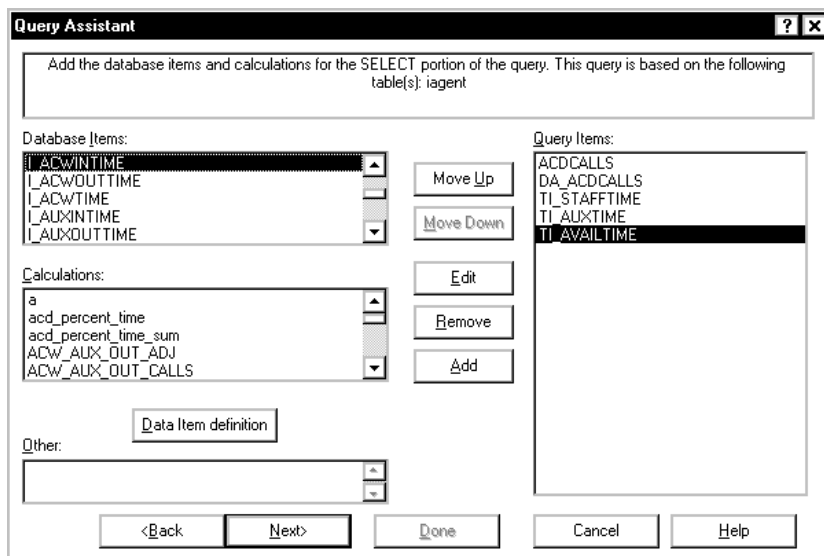 Query Assistant
Add the database items and calculations for the SELECT portion of the query. This query is based on the following
table(s): iagent
Database Items:
I_ACWINTIME
I_ACWOUTTIME
I_ACWTIME
I_AUXINTIME
I_AUXOUTTIME
Calculations:
a
acd_percent_time
acd_percent_time_sum
ACW_AUX_OUT_ADJ
ACW_AUX_OUT_CALLS
Data Item definition
Other:
Move Up
Move Down
Edit
Remove
Add
Query Items:
ACDCALLS
DA_ACDCALLS
TI_STAFFTIME
TI_AUXTIME
TI_AVAILTIME
<Back
Next>
Done
Cancel
Help